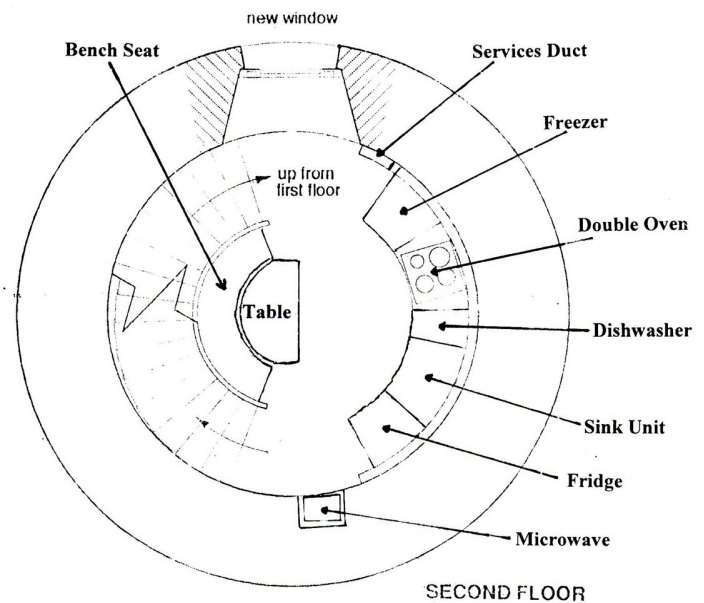 new window
Bench Seat
Services Duct
Freezer
up from
first floor
Double Oven
Table
Dishwasher
Sink Unit
Fridge
Microwave
SECOND FLOOR